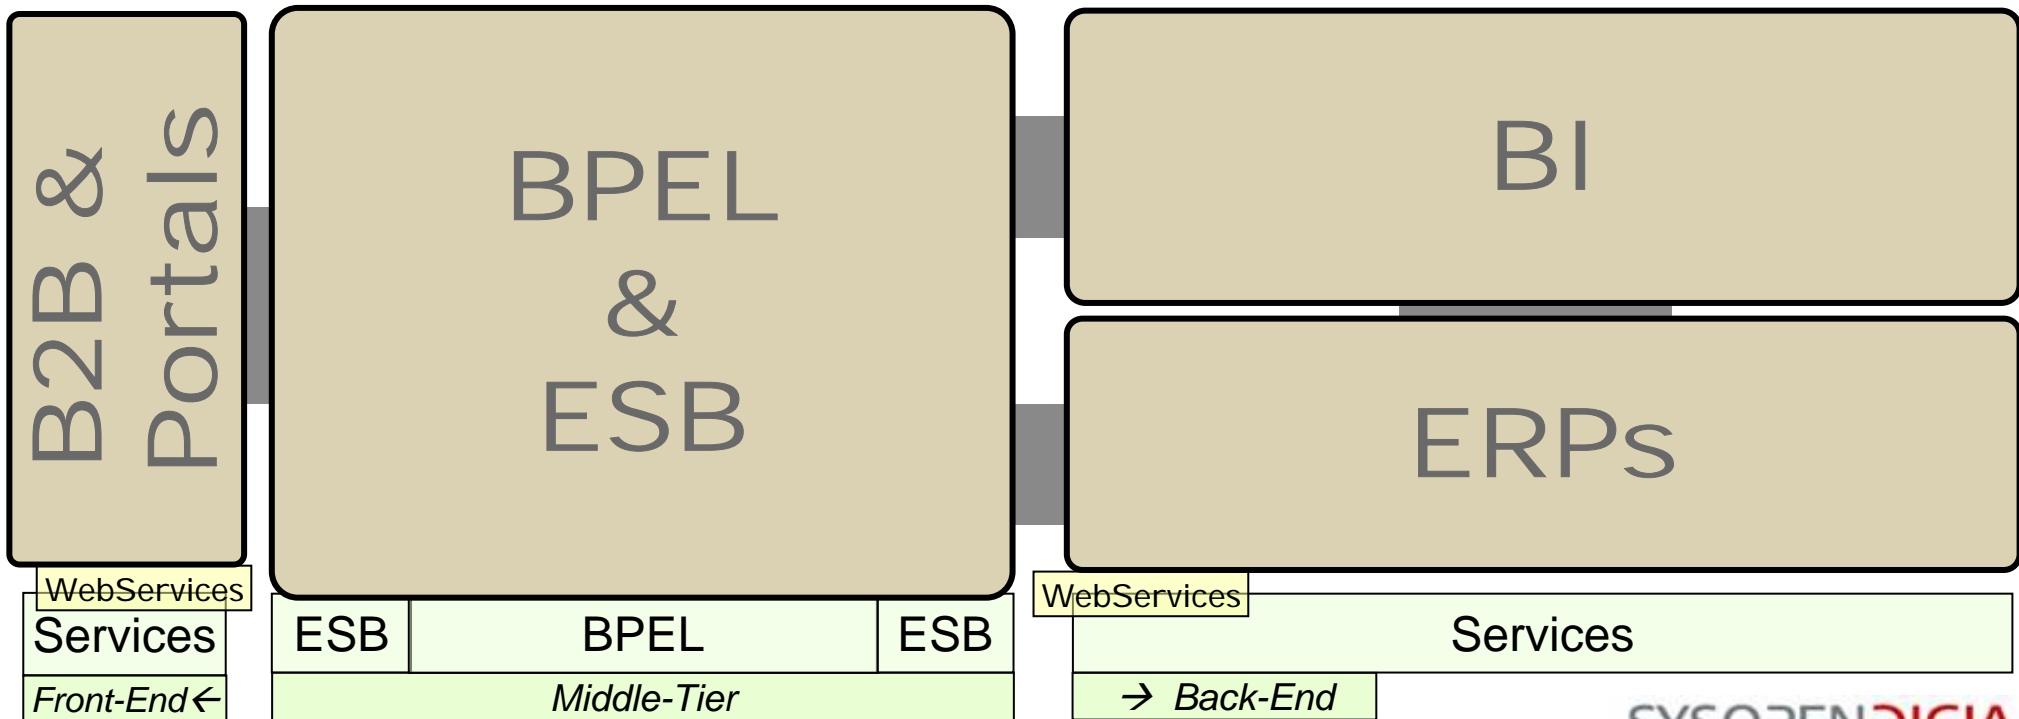 B2B &
Portals
BPEL
&
ESB
BI
ERPs
WebServices
WebServices
Services
ESB
BPEL
ESB
Services
Front-End←
Middle-Tier
→ Back-End
SYSOPENDIGIA